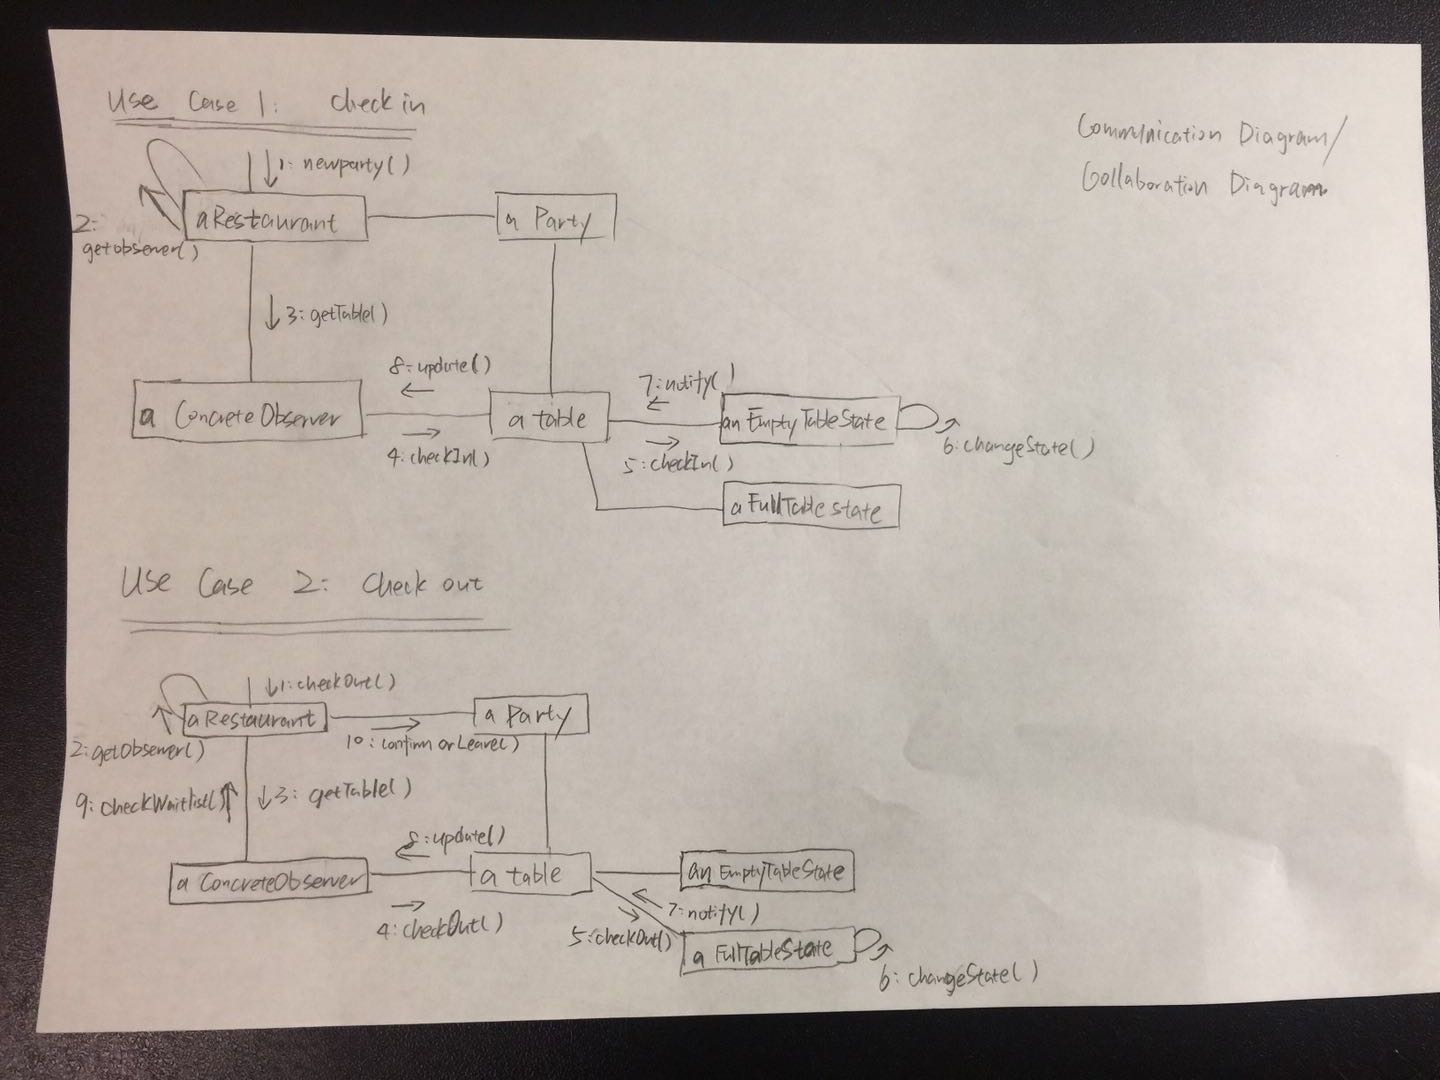 Use Case 1: Check in
Communication Diagram/
Collaboration Diagram
1: newparty()
2:
getobserver()
aRestaurant
a Party
3: getTable()
8: update()
7: notify()
a ConcreteObserver
a table
an EmptyTableState
4: checkIn()
5: checkIn()
6: changeState()
a FullTable state
Use Case 2: Check out
1: checkOut()
aRestaurant
a Party
2: getObserver()
10: confirm or Leave()
9: checkWaitlist()
3: getTable()
8: update()
a ConcreteObserver
a table
an EmptyTableState
7: notify()
4: checkOut()
5: checkOut()
a FullTableState
6: changeState()